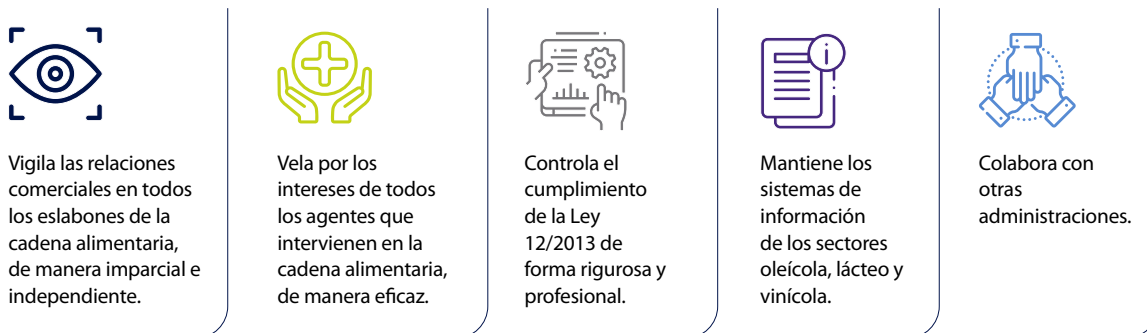 Vigila las relaciones
comerciales en todos
los eslabones de la
cadena alimentaria,
de manera imparcial e
independiente.
Vela por los
intereses de todos
los agentes que
intervienen en la
cadena alimentaria,
de manera eficaz.
Controla el
cumplimiento
de la Ley
12/2013 de
forma rigurosa y
profesional.
Mantiene los
sistemas de
información
de los sectores
oleícola, lácteo y
vinícola.
Colabora con
otras
administraciones.